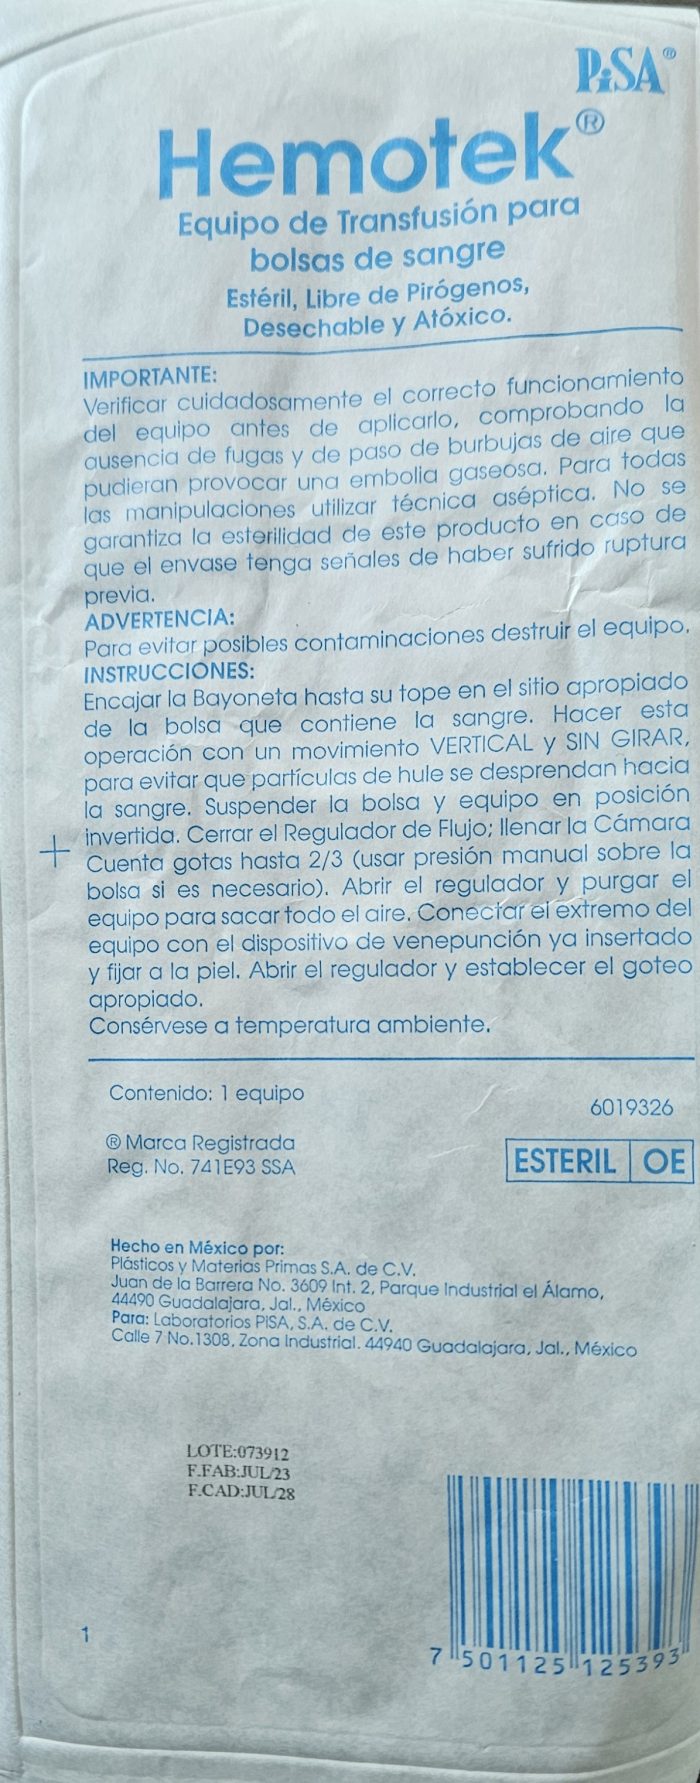 PiSA®
Hemotek®
Equipo de Transfusión para
bolsas de sangre
Estéril, Libre de Pirógenos,
Desechable y Atóxico.
IMPORTANTE:
Verificar cuidadosamente el correcto funcionamiento
del equipo antes de aplicarlo, comprobando la
ausencia de fugas y de paso de burbujas de aire que
pudieran provocar una embolia gaseosa. Para todas
las manipulaciones utilizar técnica aséptica. No se
garantiza la esterilidad de este producto en caso de
que el envase tenga señales de haber sufrido ruptura
previa.
ADVERTENCIA:
Para evitar posibles contaminaciones destruir el equipo.
INSTRUCCIONES:
Encajar la Bayoneta hasta su tope en el sitio apropiado
de la bolsa que contiene la sangre. Hacer esta
operación con un movimiento VERTICAL y SIN GIRAR,
para evitar que partículas de hule se desprendan hacia
la sangre. Suspender la bolsa y equipo en posición
invertida. Cerrar el Regulador de Flujo; llenar la Cámara
Cuenta gotas hasta 2/3 (usar presión manual sobre la
bolsa si es necesario). Abrir el regulador y purgar el
equipo para sacar todo el aire. Conectar el extremo del
equipo con el dispositivo de venepunción ya insertado
y fijar a la piel. Abrir el regulador y establecer el goteo
apropiado.
Consérvese a temperatura ambiente.
Contenido: 1 equipo
6019326
® Marca Registrada
Reg. No. 741E93 SSA
ESTERIL OE
Hecho en México por:
Plásticos y Materias Primas S.A. de C.V.
Juan de la Barrera No. 3609 Int. 2, Parque Industrial el Álamo,
44490 Guadalajara, Jal., México
Para: Laboratorios PISA, S.A. de C.V.
Calle 7 No.1308, Zona Industrial. 44940 Guadalajara, Jal., México
LOTE:073912
F.FAB:JUL/23
F.CAD:JUL/28
1
7 501125 125393